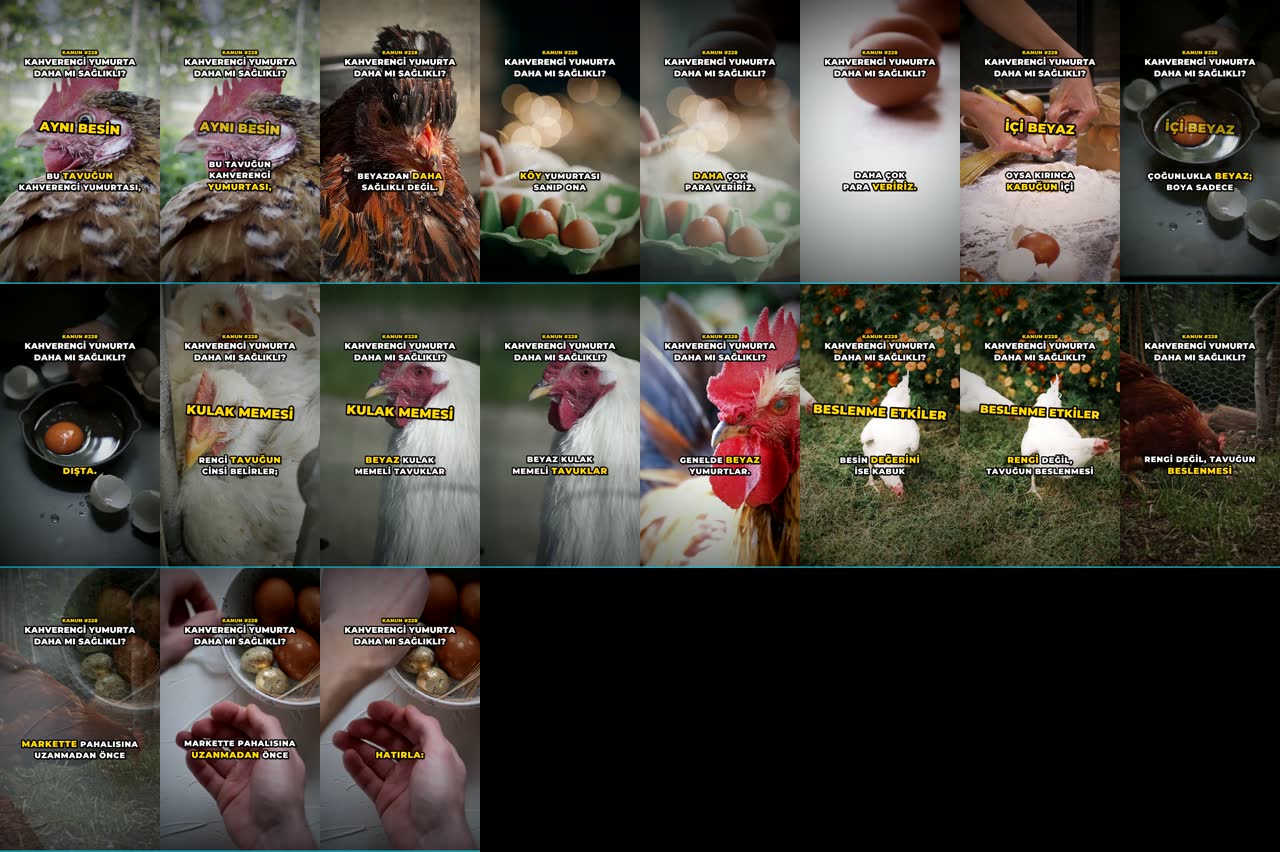 KANUN #228
KAHVERENGİ YUMURTA
DAHA MI SAĞLIKLI?
AYNI BESİN
BU TAVUĞUN
KAHVERENGİ YUMURTASI,
KANUN #228
KAHVERENGİ YUMURTA
DAHA MI SAĞLIKLI?
AYNI BESİN
BU TAVUĞUN
KAHVERENGİ
YUMURTASI,
KANUN #228
KAHVERENGİ YUMURTA
DAHA MI SAĞLIKLI?
BEYAZDAN DAHA
SAĞLIKLI DEĞİL.
KANUN #228
KAHVERENGİ YUMURTA
DAHA MI SAĞLIKLI?
KÖY YUMURTASI
SANIP ONA
KANUN #228
KAHVERENGİ YUMURTA
DAHA MI SAĞLIKLI?
DAHA ÇOK
PARA VERİRİZ.
KANUN #228
KAHVERENGİ YUMURTA
DAHA MI SAĞLIKLI?
DAHA ÇOK
PARA VERİRİZ.
KANUN #228
KAHVERENGİ YUMURTA
DAHA MI SAĞLIKLI?
İÇİ BEYAZ
OYSA KIRINCA
KABUĞUN İÇİ
KANUN #228
KAHVERENGİ YUMURTA
DAHA MI SAĞLIKLI?
İÇİ BEYAZ
ÇOĞUNLUKLA BEYAZ;
BOYA SADECE
KANUN #228
KAHVERENGİ YUMURTA
DAHA MI SAĞLIKLI?
DIŞTA.
KANUN #228
KAHVERENGİ YUMURTA
DAHA MI SAĞLIKLI?
KULAK MEMESİ
RENGİ TAVUĞUN
CİNSİ BELİRLER;
KANUN #228
KAHVERENGİ YUMURTA
DAHA MI SAĞLIKLI?
KULAK MEMESİ
BEYAZ KULAK
MEMELİ TAVUKLAR
KANUN #228
KAHVERENGİ YUMURTA
DAHA MI SAĞLIKLI?
BEYAZ KULAK
MEMELİ TAVUKLAR
KANUN #228
KAHVERENGİ YUMURTA
DAHA MI SAĞLIKLI?
GENELDE BEYAZ
YUMURTLAR.
KANUN #228
KAHVERENGİ YUMURTA
DAHA MI SAĞLIKLI?
BESLENME ETKİLER
BESİN DEĞERİNİ
İSE KABUK
KANUN #228
KAHVERENGİ YUMURTA
DAHA MI SAĞLIKLI?
BESLENME ETKİLER
RENGİ DEĞİL,
TAVUĞUN BESLENMESİ
KANUN #228
KAHVERENGİ YUMURTA
DAHA MI SAĞLIKLI?
RENGİ DEĞİL, TAVUĞUN
BESLENMESİ
KANUN #228
KAHVERENGİ YUMURTA
DAHA MI SAĞLIKLI?
MARKETTE PAHALISINA
UZANMADAN ÖNCE
KANUN #228
KAHVERENGİ YUMURTA
DAHA MI SAĞLIKLI?
MARKETTE PAHALISINA
UZANMADAN ÖNCE
KANUN #228
KAHVERENGİ YUMURTA
DAHA MI SAĞLIKLI?
HATIRLA: